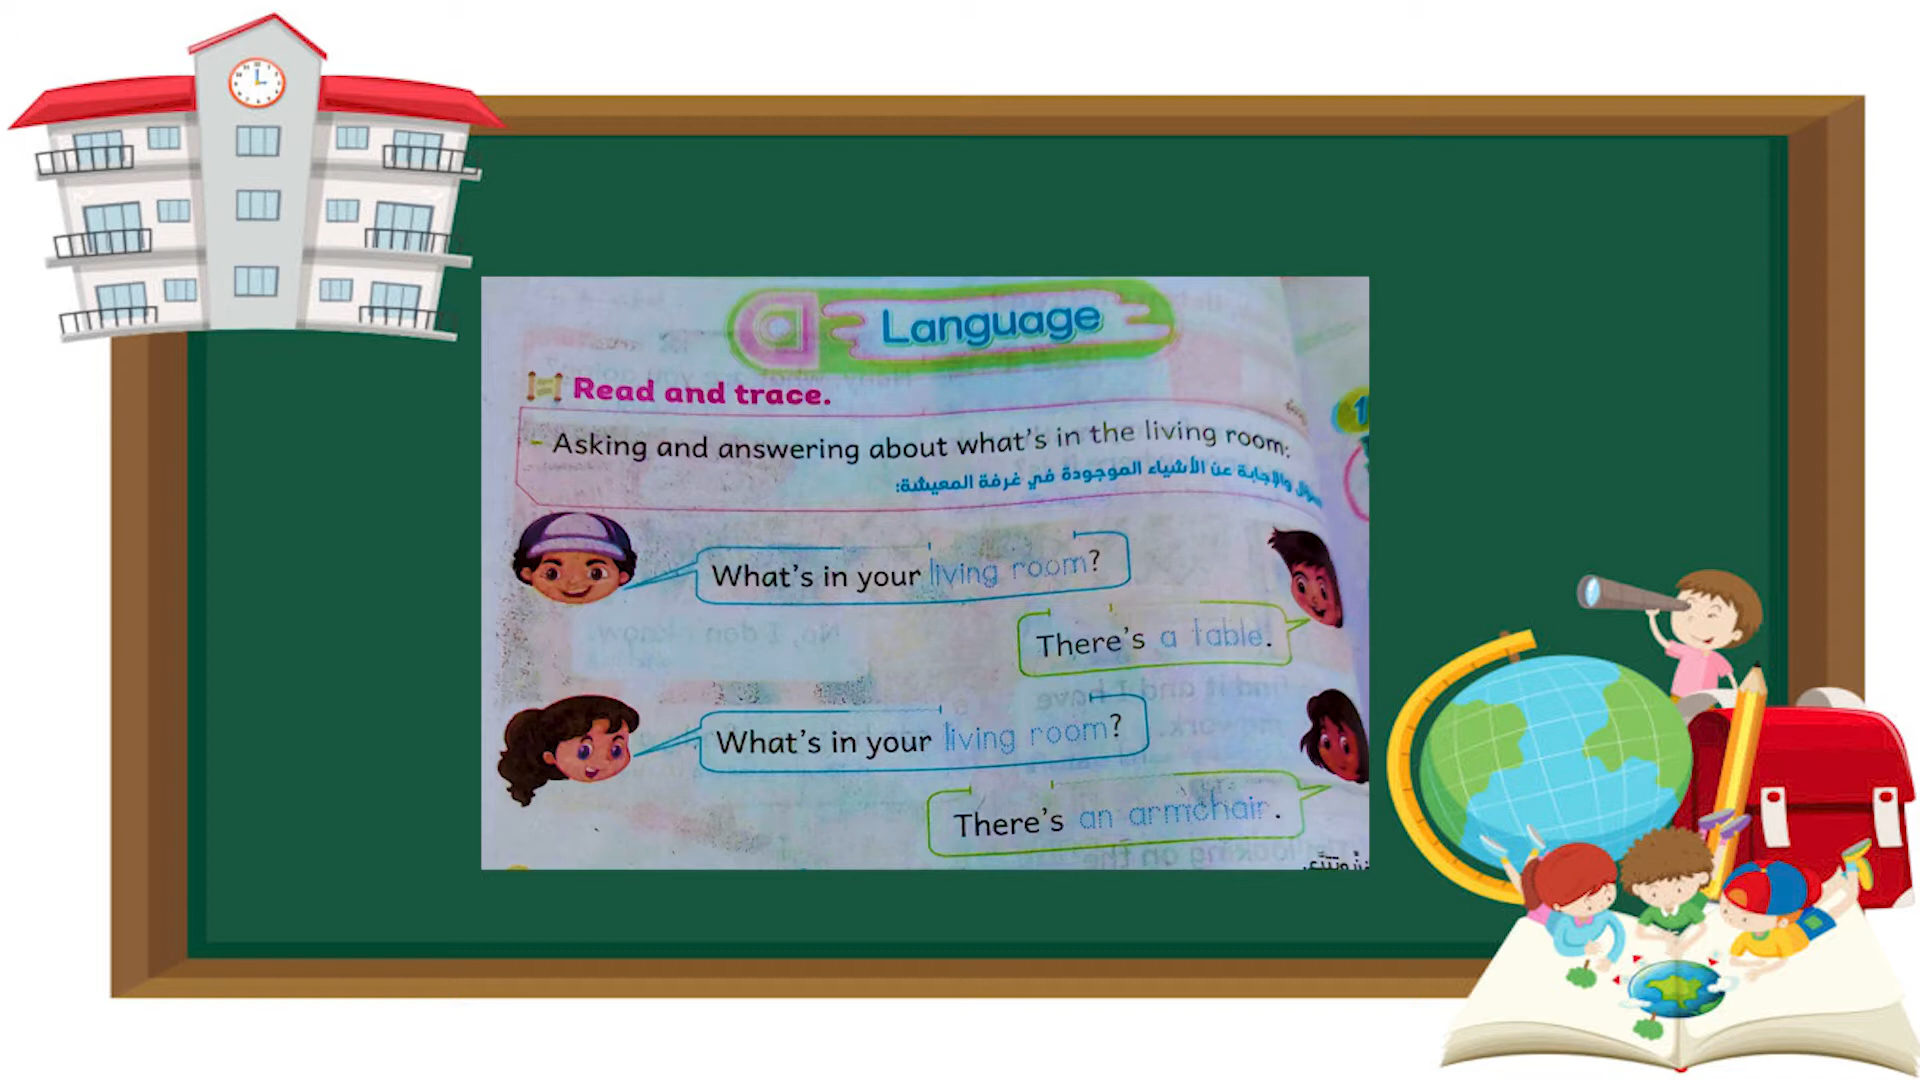 Language
Read and trace.
- Asking and answering about what's in the living room:
والإجابة عن الأشياء الموجودة في غرفة المعيشة:
What's in your living room?
There's a table.
What's in your living room?
There's an armchair.